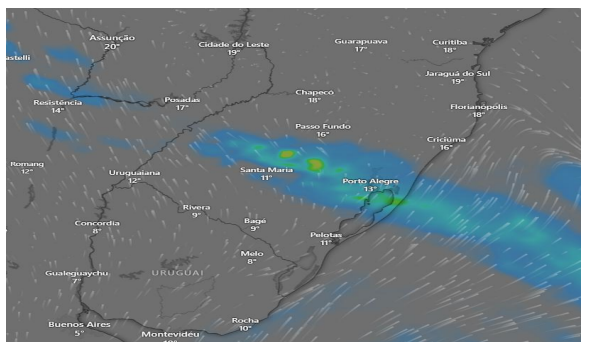 Assunção
20°
Cidade do Leste
19°
Guarapuava
17°
Curitiba
18°
astelli
Jaraguá do Sul
19°
Resistência
14°
Posadas
17°
Chapecó
18°
Florianópolis
18°
Passo Fundo
16°
Criciúma
16°
Romang
12°
Uruguaiana
12°
Santa Maria
11°
Porto Alegre
13°
Rivera
9°
Concordia
8°
Bagé
9°
Pelotas
11°
Melo
8°
Gualeguaychu
7°
URUGUAI
Buenos Aires
5°
Rocha
10°
Montevidéu